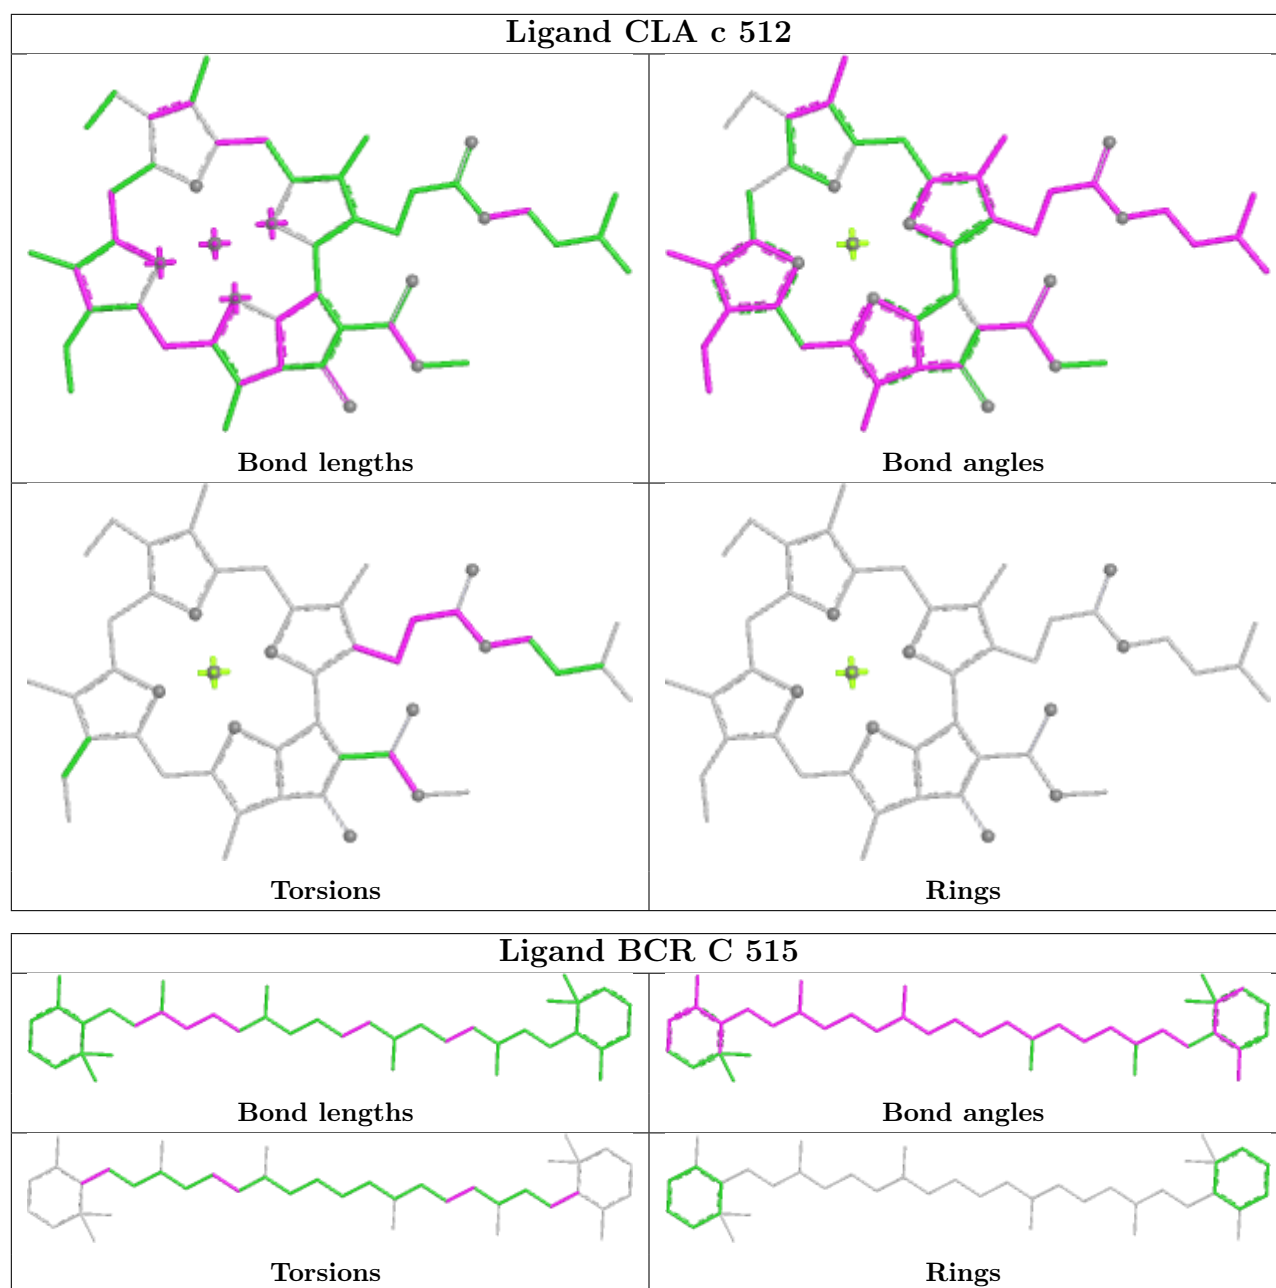 Ligand CLA c 512
Bond lengths
Bond angles
Torsions
Rings
Ligand BCR C 515
Bond lengths
Bond angles
Torsions
Rings